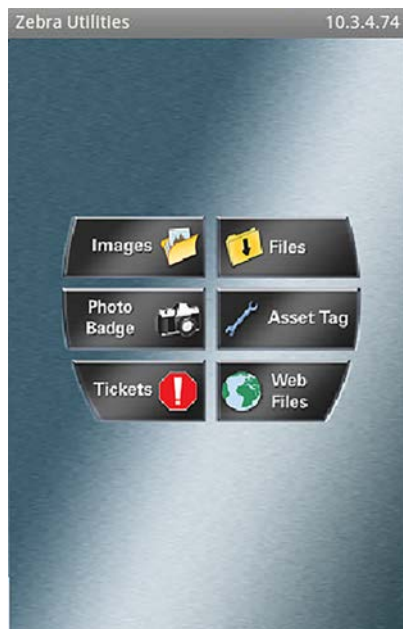 Zebra Utilities 10.3.4.74
Images
Files
Photo
Badge
Asset Tag
Tickets
Web
Files